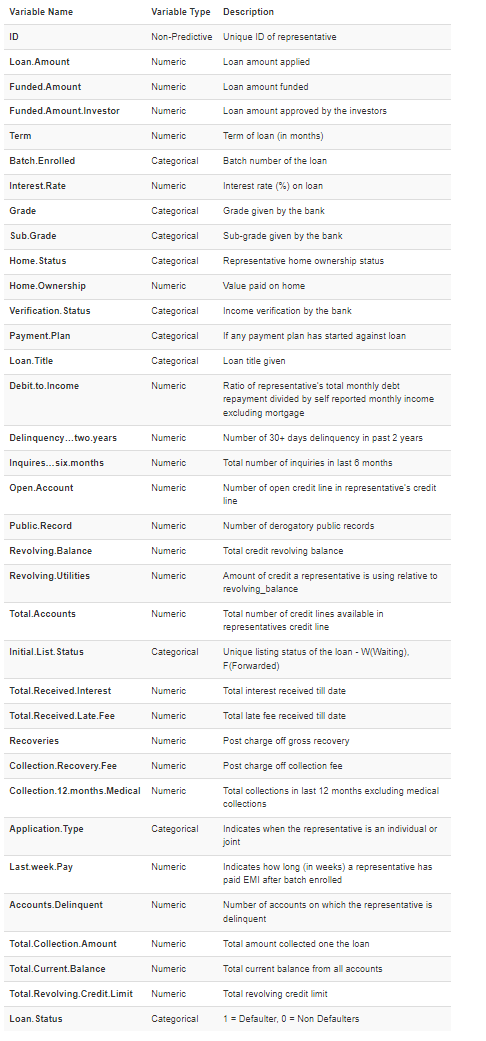 Variable Name Variable Type Description
ID Non-Predictive Unique ID of representative
Loan.Amount Numeric Loan amount applied
Funded.Amount Numeric Loan amount funded
Funded.Amount.Investor Numeric Loan amount approved by the investors
Term Numeric Term of loan (in months)
Batch.Enrolled Categorical Batch number of the loan
Interest.Rate Numeric Interest rate (%) on loan
Grade Categorical Grade given by the bank
Sub.Grade Categorical Sub-grade given by the bank
Home.Status Categorical Representative home ownership status
Home.Ownership Numeric Value paid on home
Verification.Status Categorical Income verification by the bank
Payment.Plan Categorical If any payment plan has started against loan
Loan.Title Categorical Loan title given
Debit.to.Income Numeric Ratio of representative's total monthly debt
repayment divided by self reported monthly income
excluding mortgage
Delinquency...two.years Numeric Number of 30+ days delinquency in past 2 years
Inquires...six.months Numeric Total number of inquiries in last 6 months
Open.Account Numeric Number of open credit line in representative's credit
line
Public.Record Numeric Number of derogatory public records
Revolving.Balance Numeric Total credit revolving balance
Revolving.Utilities Numeric Amount of credit a representative is using relative to
revolving_balance
Total.Accounts Numeric Total number of credit lines available in
representatives credit line
Initial.List.Status Categorical Unique listing status of the loan - W(Waiting),
F(Forwarded)
Total.Received.Interest Numeric Total interest received till date
Total.Received.Late.Fee Numeric Total late fee received till date
Recoveries Numeric Post charge off gross recovery
Collection.Recovery.Fee Numeric Post charge off collection fee
Collection.12.months.Medical Numeric Total collections in last 12 months excluding medical
collections
Application.Type Categorical Indicates when the representative is an individual or
joint
Last.week.Pay Numeric Indicates how long (in weeks) a representative has
paid EMI after batch enrolled
Accounts.Delinquent Numeric Number of accounts on which the representative is
delinquent
Total.Collection.Amount Numeric Total amount collected one the loan
Total.Current.Balance Numeric Total current balance from all accounts
Total.Revolving.Credit.Limit Numeric Total revolving credit limit
Loan.Status Categorical 1 = Defaulter, 0 = Non Defaulters